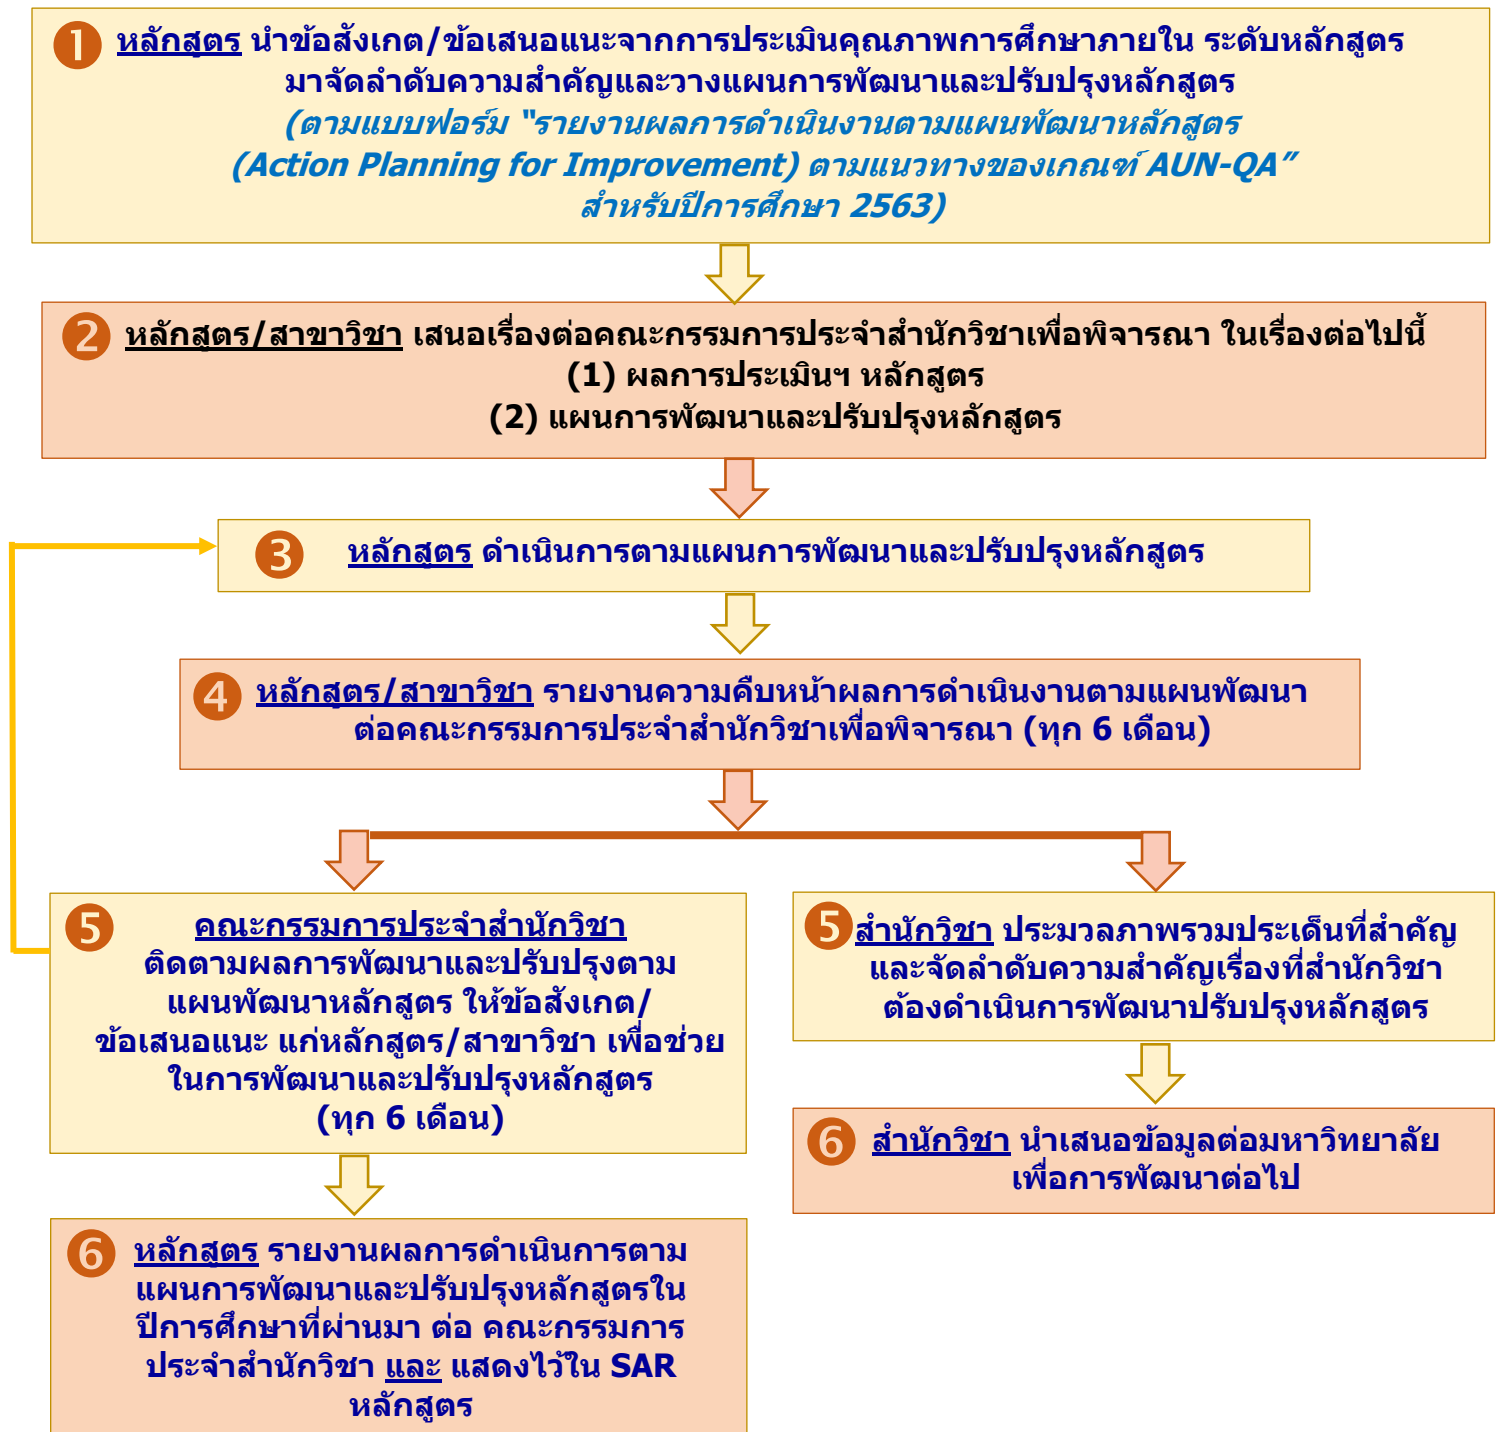 1 หลักสูตร นำข้อสังเกต/ข้อเสนอแนะจากการประเมินคุณภาพการศึกษาภายใน ระดับหลักสูตร
มาจัดลำดับความสำคัญและวางแผนการพัฒนาและปรับปรุงหลักสูตร
(ตามแบบฟอร์ม "รายงานผลการดำเนินงานตามแผนพัฒนาหลักสูตร
(Action Planning for Improvement) ตามแนวทางของเกณฑ์ AUN-QA"
สำหรับปีการศึกษา 2563)
2 หลักสูตร/สาขาวิชา เสนอเรื่องต่อคณะกรรมการประจำสำนักวิชาเพื่อพิจารณา ในเรื่องต่อไปนี้
(1) ผลการประเมินฯ หลักสูตร
(2) แผนการพัฒนาและปรับปรุงหลักสูตร
3 หลักสูตร ดำเนินการตามแผนการพัฒนาและปรับปรุงหลักสูตร
4 หลักสูตร/สาขาวิชา รายงานความคืบหน้าผลการดำเนินงานตามแผนพัฒนา
ต่อคณะกรรมการประจำสำนักวิชาเพื่อพิจารณา (ทุก 6 เดือน)
5 คณะกรรมการประจำสำนักวิชา
ติดตามผลการพัฒนาและปรับปรุงตาม
แผนพัฒนาหลักสูตร ให้ข้อสังเกต/
ข้อเสนอแนะ แก่หลักสูตร/สาขาวิชา เพื่อช่วย
ในการพัฒนาและปรับปรุงหลักสูตร
(ทุก 6 เดือน)
6 หลักสูตร รายงานผลการดำเนินการตาม
แผนการพัฒนาและปรับปรุงหลักสูตรใน
ปีการศึกษาที่ผ่านมา ต่อ คณะกรรมการ
ประจำสำนักวิชา และ แสดงไว้ใน SAR
หลักสูตร
5 สำนักวิชา ประมวลภาพรวมประเด็นที่สำคัญ
และจัดลำดับความสำคัญเรื่องที่สำนักวิชา
ต้องดำเนินการพัฒนาปรับปรุงหลักสูตร
6 สำนักวิชา นำเสนอข้อมูลต่อมหาวิทยาลัย
เพื่อการพัฒนาต่อไป